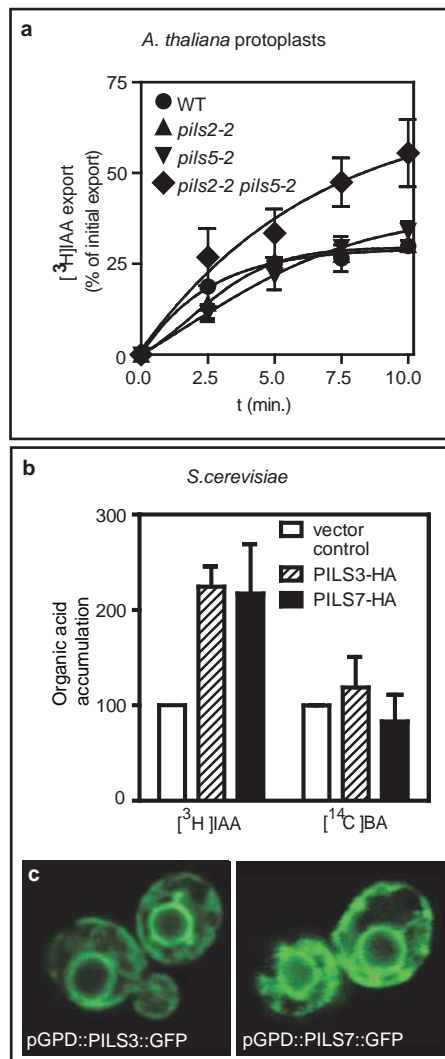 a
A. thaliana protoplasts
[³H]IAA export
(% of initial export)
75
50
25
0
WT
pils2-2
pils5-2
pils2-2 pils5-2
0.0 2.5 5.0 7.5 10.0
t (min.)
b
S.cerevisiae
Organic acid
accumulation
300
200
100
0
vector
control
PILS3-HA
PILS7-HA
[³H]IAA [¹⁴C]BA
c
pGPD::PILS3::GFP
pGPD::PILS7::GFP